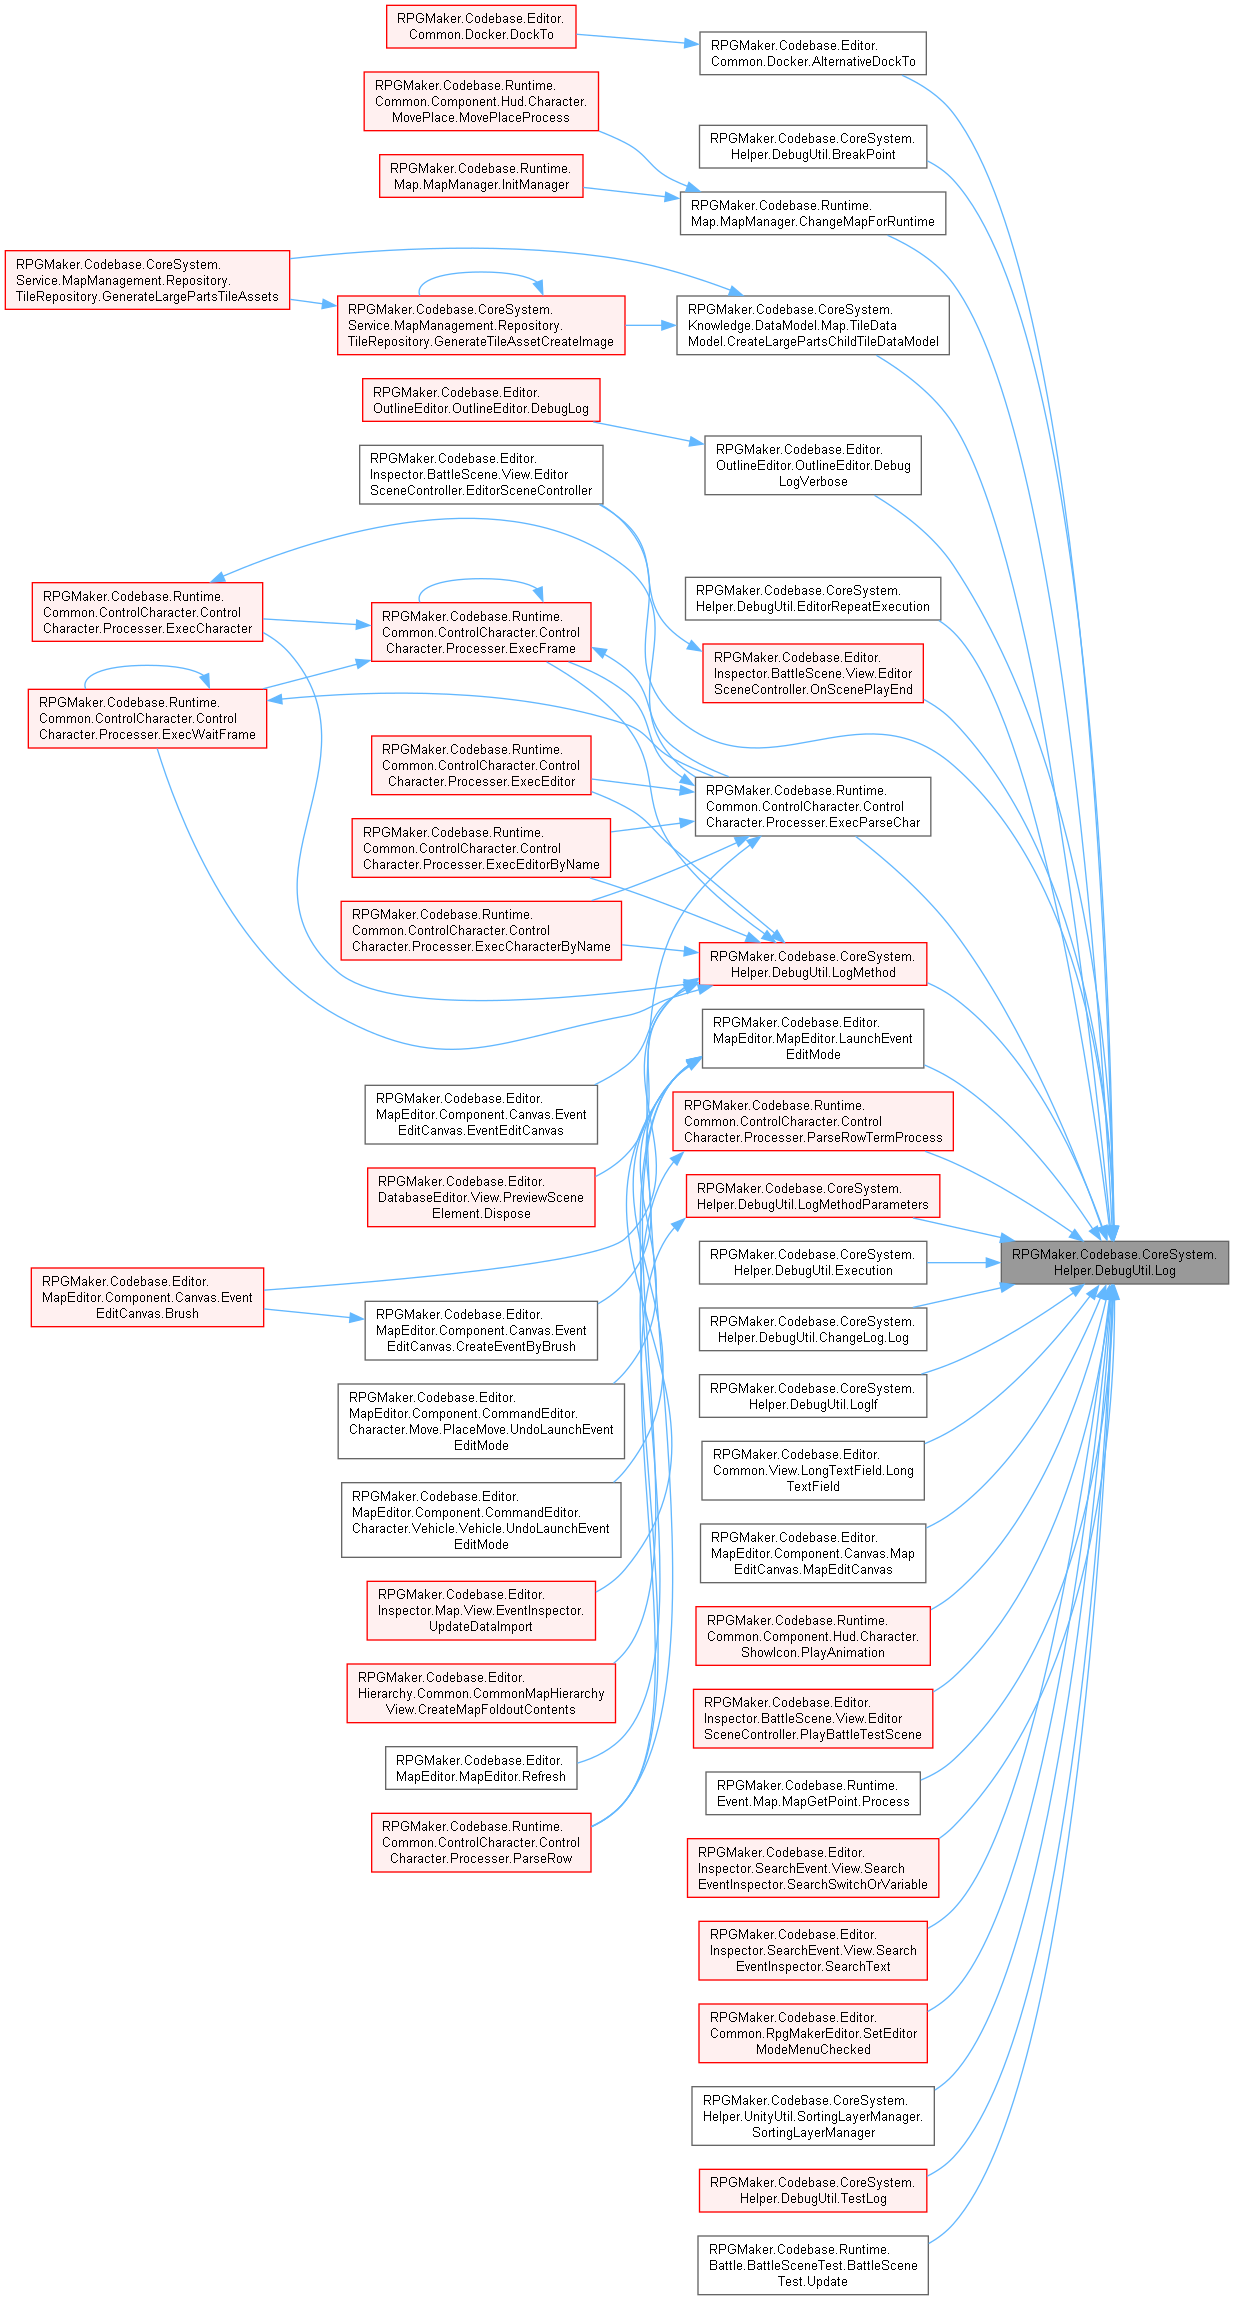 RPGMaker.Codebase.Editor.
Common.Docker.DockTo
RPGMaker.Codebase.Editor.
Common.Docker.AlternativeDockTo
RPGMaker.Codebase.Runtime.
Common.Component.Hud.Character.
MovePlace.MovePlaceProcess
RPGMaker.Codebase.CoreSystem.
Helper.DebugUtil.BreakPoint
RPGMaker.Codebase.Runtime.
Map.MapManager.InitManager
RPGMaker.Codebase.Runtime.
Map.MapManager.ChangeMapForRuntime
RPGMaker.Codebase.CoreSystem.
Service.MapManagement.Repository.
TileRepository.GenerateLargePartsTileAssets
RPGMaker.Codebase.CoreSystem.
Service.MapManagement.Repository.
TileRepository.GenerateTileAssetCreateImage
RPGMaker.Codebase.CoreSystem.
Knowledge.DataModel.Map.TileData
Model.CreateLargePartsChildTileDataModel
RPGMaker.Codebase.Editor.
OutlineEditor.OutlineEditor.DebugLog
RPGMaker.Codebase.Editor.
OutlineEditor.OutlineEditor.Debug
LogVerbose
RPGMaker.Codebase.Editor.
Inspector.BattleScene.View.Editor
SceneController.EditorSceneController
RPGMaker.Codebase.CoreSystem.
Helper.DebugUtil.EditorRepeatExecution
RPGMaker.Codebase.Runtime.
Common.ControlCharacter.Control
Character.Processer.ExecCharacter
RPGMaker.Codebase.Runtime.
Common.ControlCharacter.Control
Character.Processer.ExecFrame
RPGMaker.Codebase.Editor.
Inspector.BattleScene.View.Editor
SceneController.OnScenePlayEnd
RPGMaker.Codebase.Runtime.
Common.ControlCharacter.Control
Character.Processer.ExecWaitFrame
RPGMaker.Codebase.Runtime.
Common.ControlCharacter.Control
Character.Processer.ExecEditor
RPGMaker.Codebase.Runtime.
Common.ControlCharacter.Control
Character.Processer.ExecParseChar
RPGMaker.Codebase.Runtime.
Common.ControlCharacter.Control
Character.Processer.ExecEditorByName
RPGMaker.Codebase.Runtime.
Common.ControlCharacter.Control
Character.Processer.ExecCharacterByName
RPGMaker.Codebase.CoreSystem.
Helper.DebugUtil.LogMethod
RPGMaker.Codebase.Editor.
MapEditor.MapEditor.LaunchEvent
EditMode
RPGMaker.Codebase.Editor.
MapEditor.Component.Canvas.Event
EditCanvas.EventEditCanvas
RPGMaker.Codebase.Runtime.
Common.ControlCharacter.Control
Character.Processer.ParseRowTermProcess
RPGMaker.Codebase.Editor.
DatabaseEditor.View.PreviewScene
Element.Dispose
RPGMaker.Codebase.CoreSystem.
Helper.DebugUtil.LogMethodParameters
RPGMaker.Codebase.CoreSystem.
Helper.DebugUtil.Log
RPGMaker.Codebase.CoreSystem.
Helper.DebugUtil.Execution
RPGMaker.Codebase.Editor.
MapEditor.Component.Canvas.Event
EditCanvas.Brush
RPGMaker.Codebase.Editor.
MapEditor.Component.Canvas.Event
EditCanvas.CreateEventByBrush
RPGMaker.Codebase.CoreSystem.
Helper.DebugUtil.ChangeLog.Log
RPGMaker.Codebase.CoreSystem.
Helper.DebugUtil.LogIf
RPGMaker.Codebase.Editor.
MapEditor.Component.CommandEditor.
Character.Move.PlaceMove.UndoLaunchEvent
EditMode
RPGMaker.Codebase.Editor.
Common.View.LongTextField.Long
TextField
RPGMaker.Codebase.Editor.
MapEditor.Component.CommandEditor.
Character.Vehicle.Vehicle.UndoLaunchEvent
EditMode
RPGMaker.Codebase.Editor.
MapEditor.Component.Canvas.Map
EditCanvas.MapEditCanvas
RPGMaker.Codebase.Editor.
Inspector.Map.View.EventInspector.
UpdateDataImport
RPGMaker.Codebase.Runtime.
Common.Component.Hud.Character.
ShowIcon.PlayAnimation
RPGMaker.Codebase.Editor.
Hierarchy.Common.CommonMapHierarchy
View.CreateMapFoldoutContents
RPGMaker.Codebase.Editor.
Inspector.BattleScene.View.Editor
SceneController.PlayBattleTestScene
RPGMaker.Codebase.Editor.
MapEditor.MapEditor.Refresh
RPGMaker.Codebase.Runtime.
Event.Map.MapGetPoint.Process
RPGMaker.Codebase.Runtime.
Common.ControlCharacter.Control
Character.Processer.ParseRow
RPGMaker.Codebase.Editor.
Inspector.SearchEvent.View.Search
EventInspector.SearchSwitchOrVariable
RPGMaker.Codebase.Editor.
Inspector.SearchEvent.View.Search
EventInspector.SearchText
RPGMaker.Codebase.Editor.
Common.RpgMakerEditor.SetEditor
ModeMenuChecked
RPGMaker.Codebase.CoreSystem.
Helper.UnityUtil.SortingLayerManager.
SortingLayerManager
RPGMaker.Codebase.CoreSystem.
Helper.DebugUtil.TestLog
RPGMaker.Codebase.Runtime.
Battle.BattleSceneTest.BattleScene
Test.Update